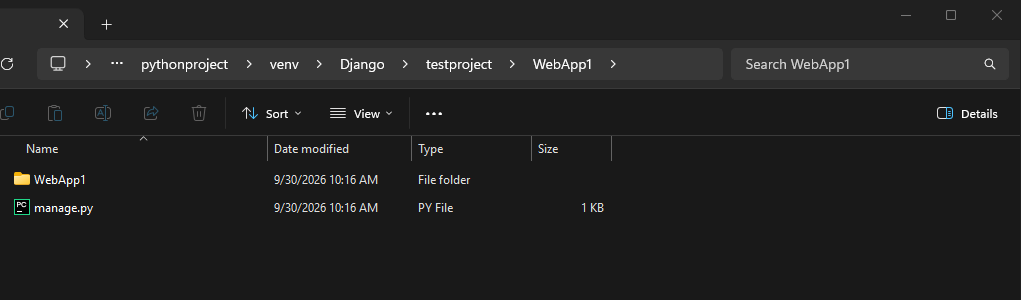 ··· pythonproject venv Django testproject WebApp1 Search WebApp1
Sort View ··· Details
Name Date modified Type Size
WebApp1 9/30/2026 10:16 AM File folder
PC manage.py 9/30/2026 10:16 AM PY File 1 KB